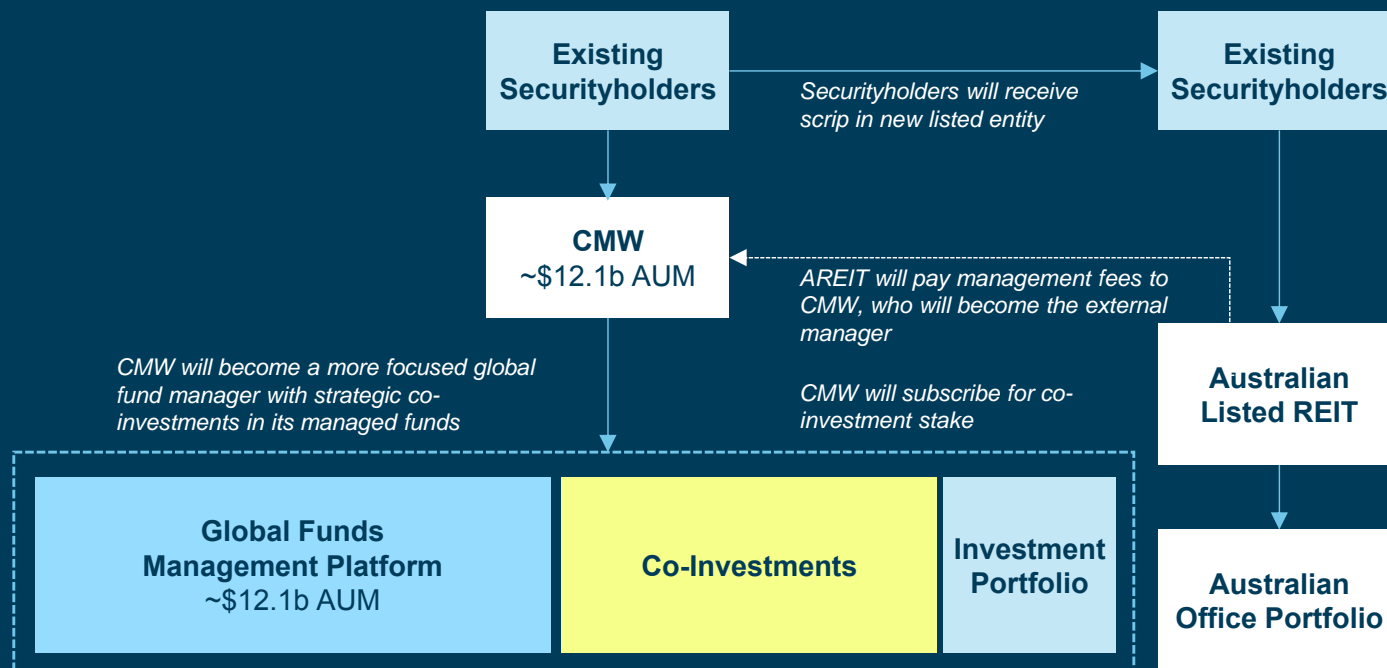 Existing
Securityholders
Securityholders will receive
scrip in new listed entity
Existing
Securityholders
CMW
~$12.1b AUM
AREIT will pay management fees to
CMW, who will become the external
manager
CMW will subscribe for co-
investment stake
CMW will become a more focused global
fund manager with strategic co-
investments in its managed funds
Australian
Listed REIT
Global Funds
Management Platform
~$12.1b AUM
Co-Investments
Investment
Portfolio
Australian
Office Portfolio